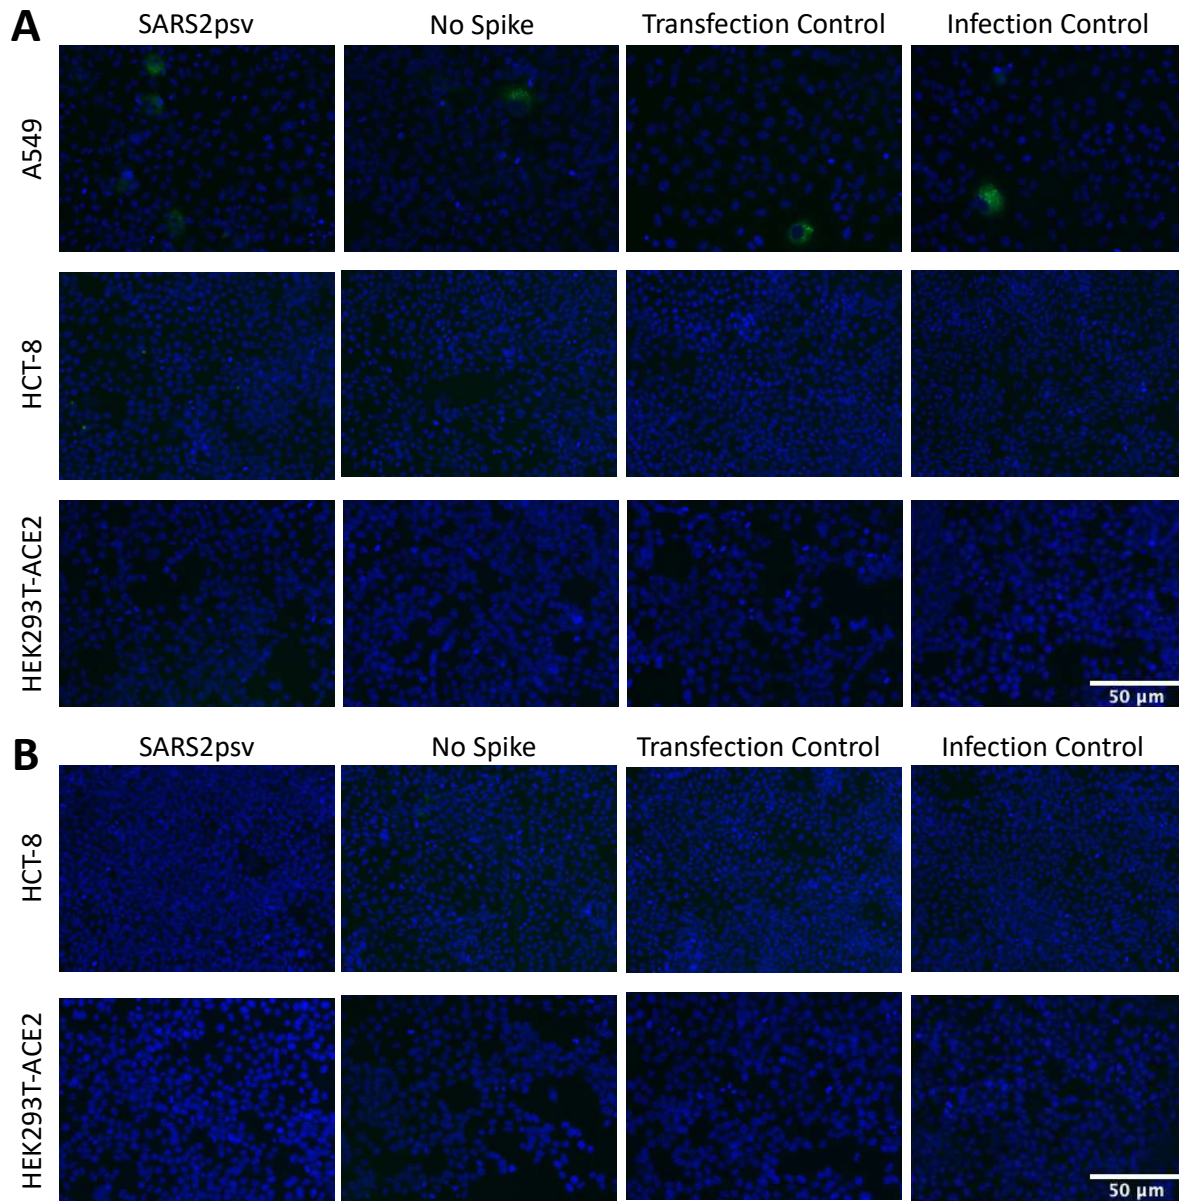 A
SARS2psv No Spike Transfection Control Infection Control
A549
HCT-8
HEK293T-ACE2
50 μm
B
SARS2psv No Spike Transfection Control Infection Control
HCT-8
HEK293T-ACE2
50 μm